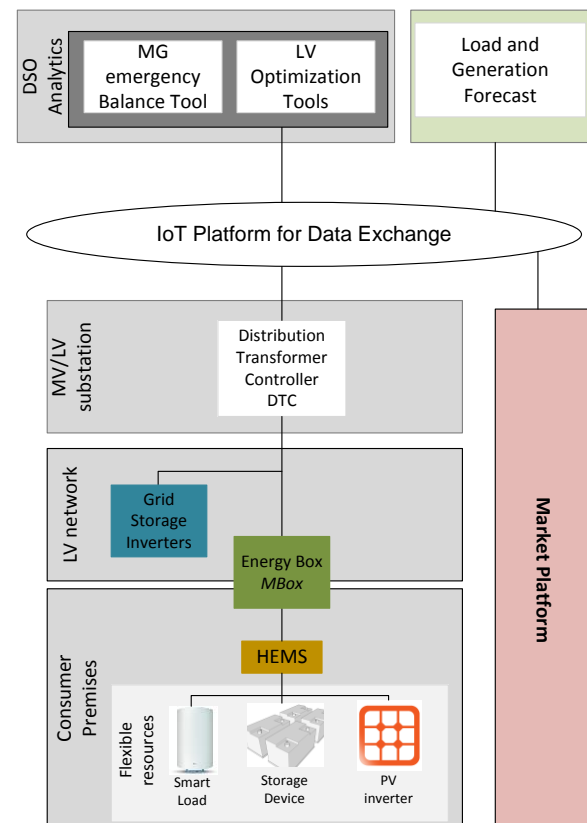 DSO
Analytics
MG
emergency
Balance Tool
LV
Optimization
Tools
Load and
Generation
Forecast
IoT Platform for Data Exchange
MV/LV
substation
Distribution
Transformer
Controller
DTC
LV network
Grid
Storage
Inverters
Energy Box
MBox
Market Platform
Consumer
Premises
HEMS
Flexible
resources
Smart
Load
Storage
Device
PV
inverter